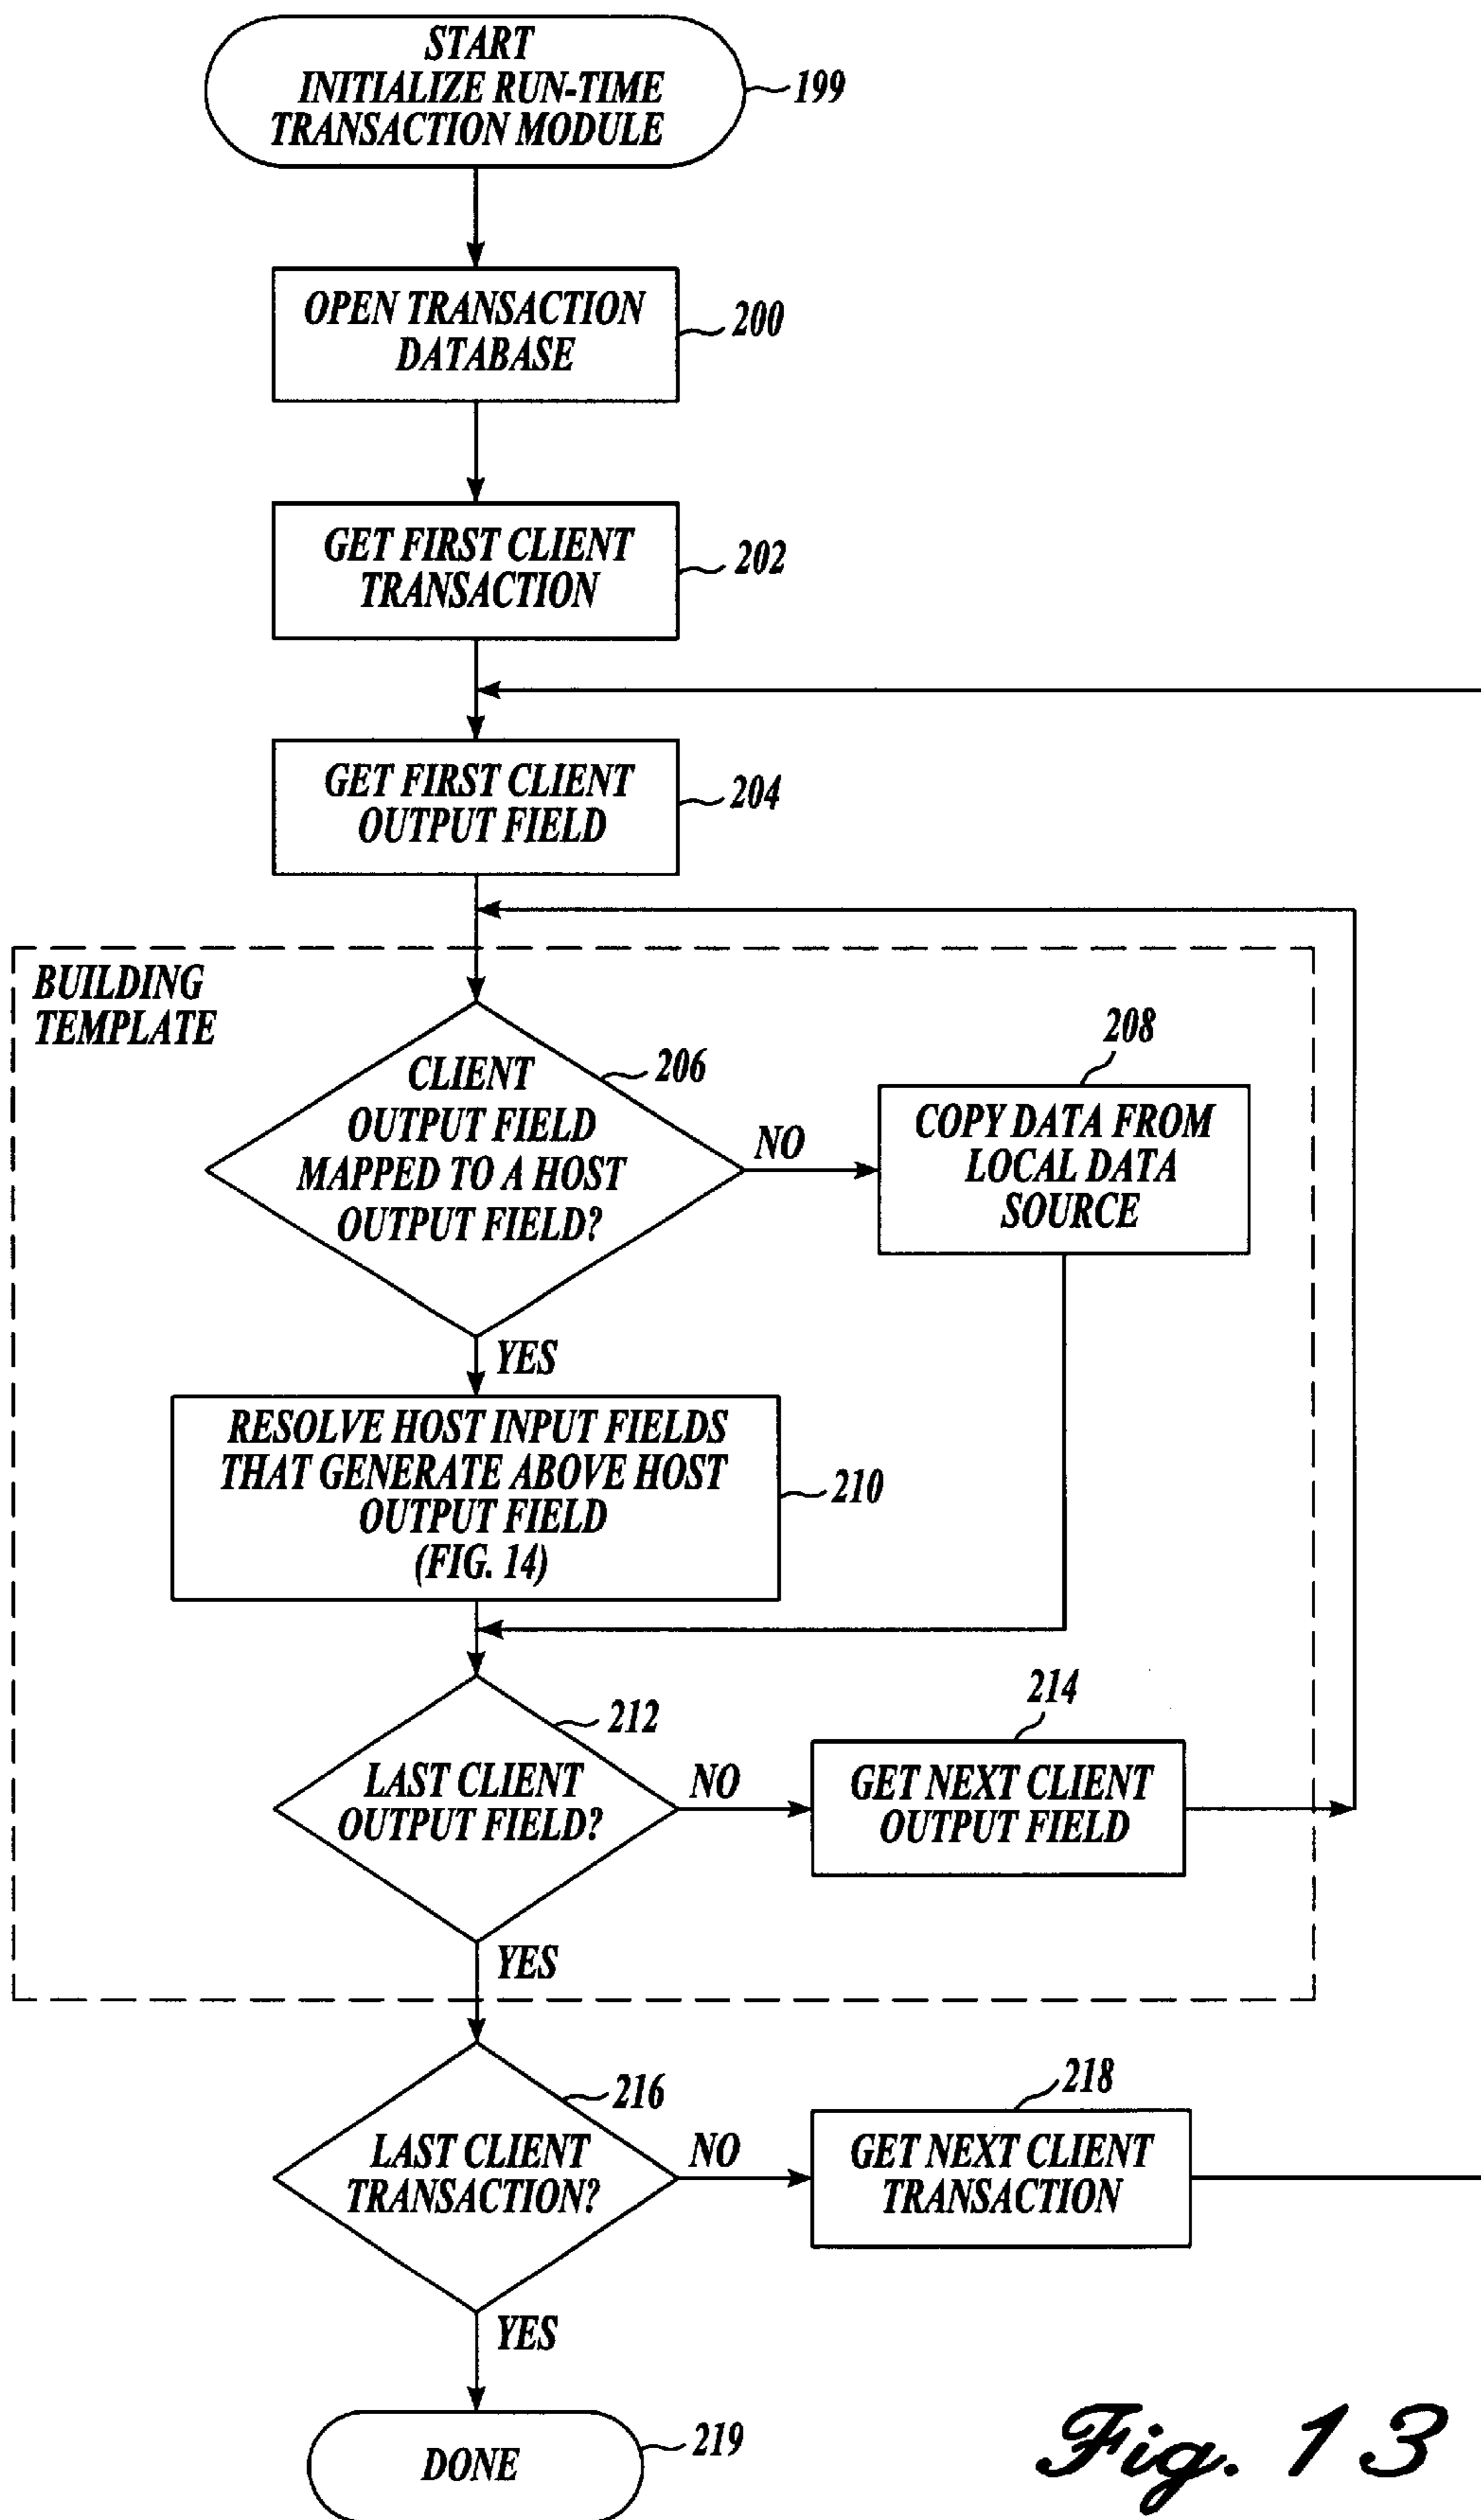 START
INITIALIZE RUN-TIME
TRANSACTION MODULE
199
OPEN TRANSACTION
DATABASE
200
GET FIRST CLIENT
TRANSACTION
202
GET FIRST CLIENT
OUTPUT FIELD
204
BUILDING
TEMPLATE
CLIENT
OUTPUT FIELD
MAPPED TO A HOST
OUTPUT FIELD?
206
NO
208
COPY DATA FROM
LOCAL DATA
SOURCE
YES
RESOLVE HOST INPUT FIELDS
THAT GENERATE ABOVE HOST
OUTPUT FIELD
(FIG. 14)
210
LAST CLIENT
OUTPUT FIELD?
212
NO
214
GET NEXT CLIENT
OUTPUT FIELD
YES
LAST CLIENT
TRANSACTION?
216
NO
218
GET NEXT CLIENT
TRANSACTION
YES
DONE
219
Fig. 13